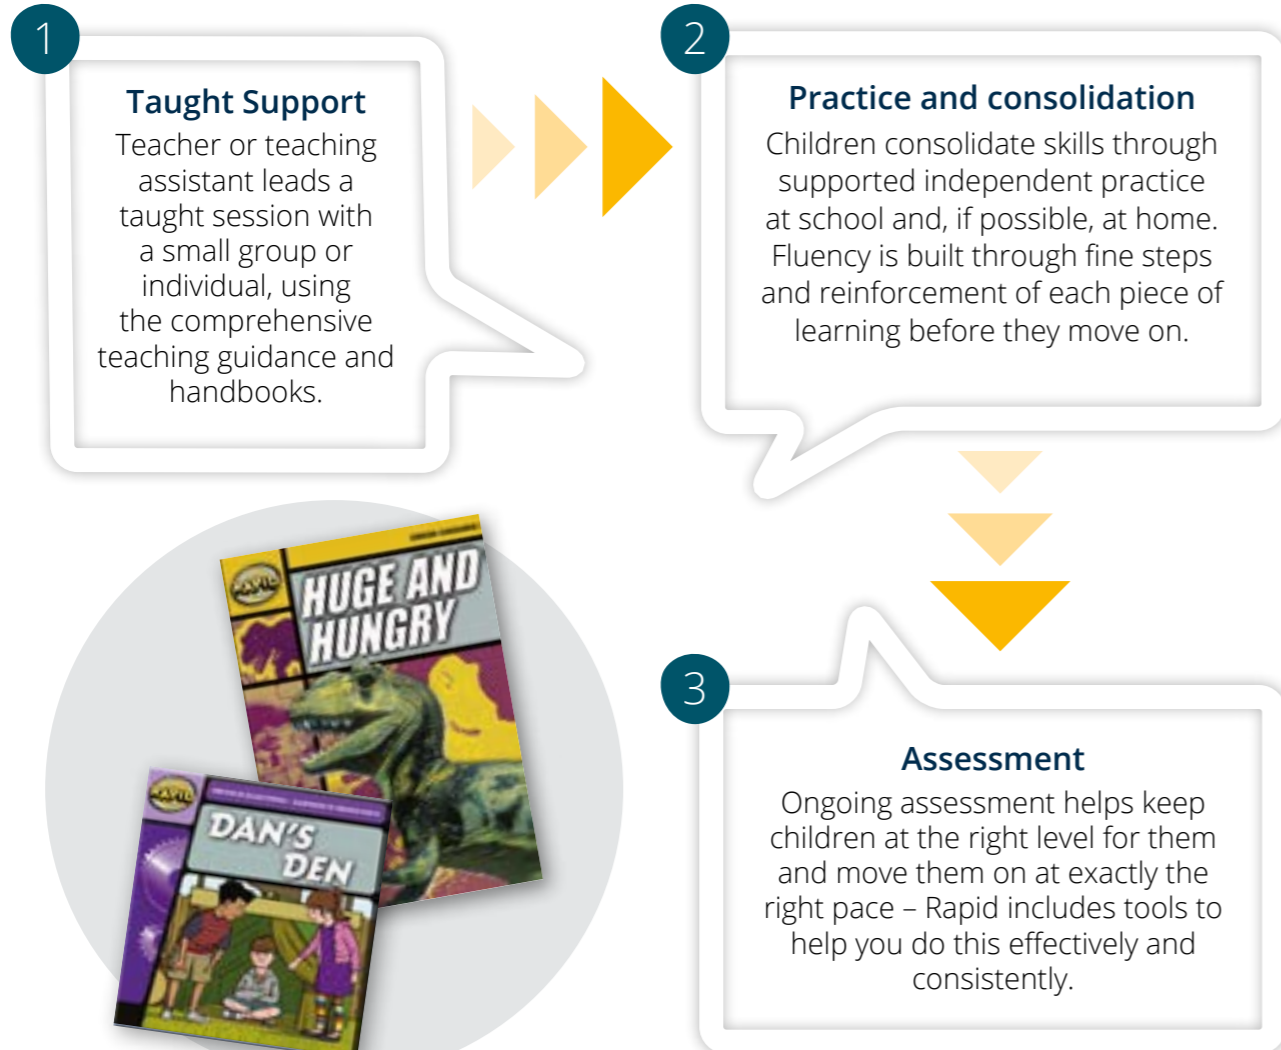 1
Taught Support
Teacher or teaching
assistant leads a
taught session with
a small group or
individual, using
the comprehensive
teaching guidance and
handbooks.
2
Practice and consolidation
Children consolidate skills through
supported independent practice
at school and, if possible, at home.
Fluency is built through fine steps
and reinforcement of each piece of
learning before they move on.
RAPID
HUGE AND
HUNGRY
RAPID
DAN'S
DEN
3
Assessment
Ongoing assessment helps keep
children at the right level for them
and move them on at exactly the
right pace – Rapid includes tools to
help you do this effectively and
consistently.